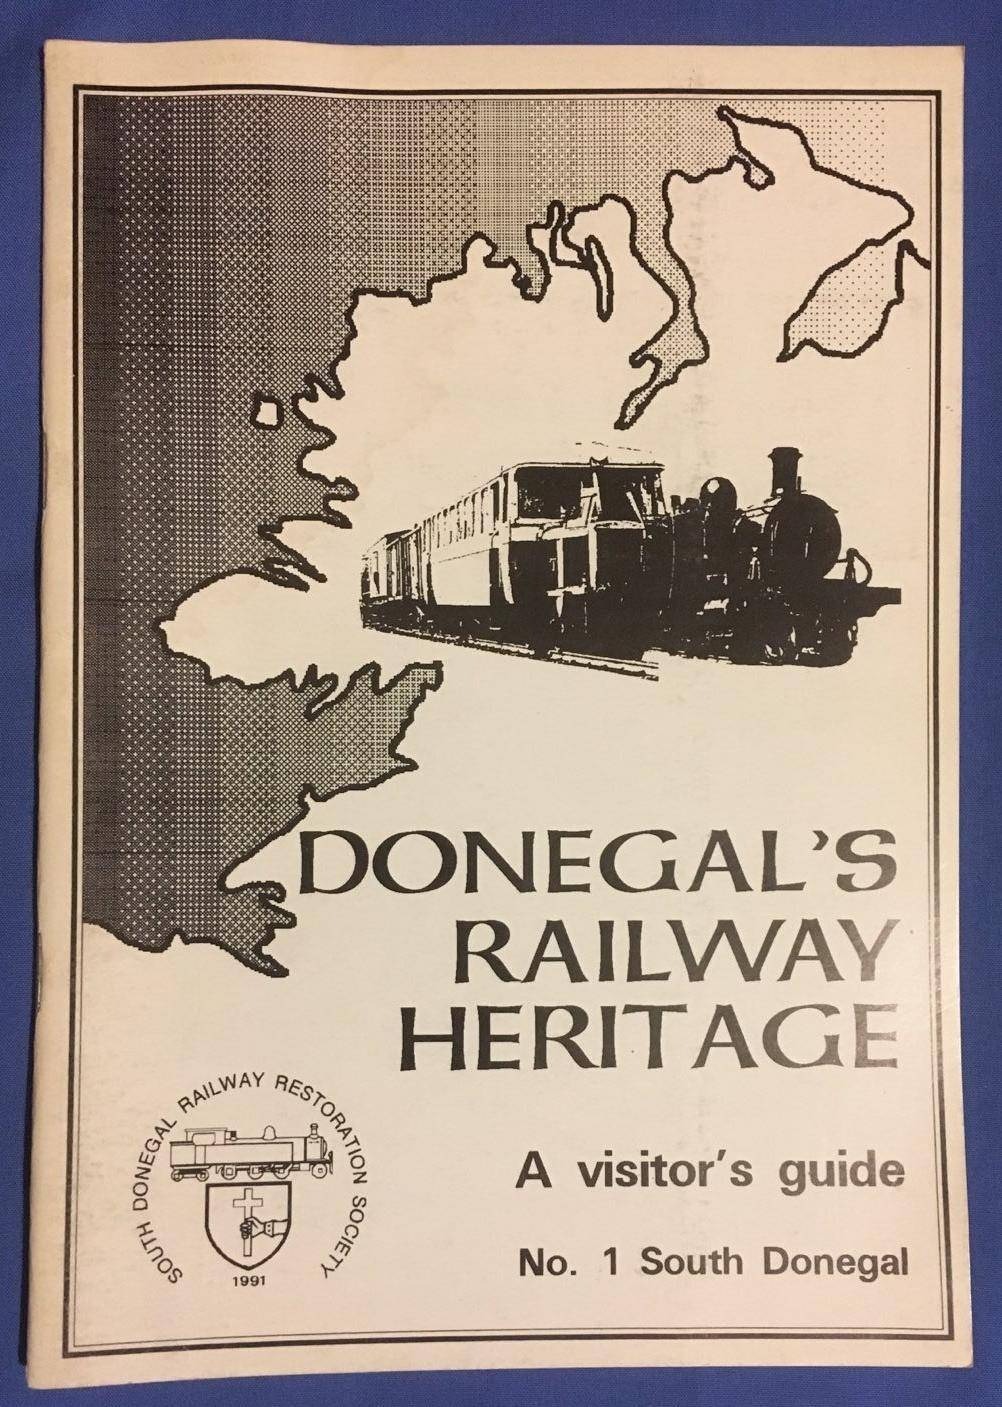 DONEGAL'S
RAILWAY
HERITAGE
A visitor's guide
No. 1 South Donegal
SOUTH DONEGAL RAILWAY RESTORATION SOCIETY
1991